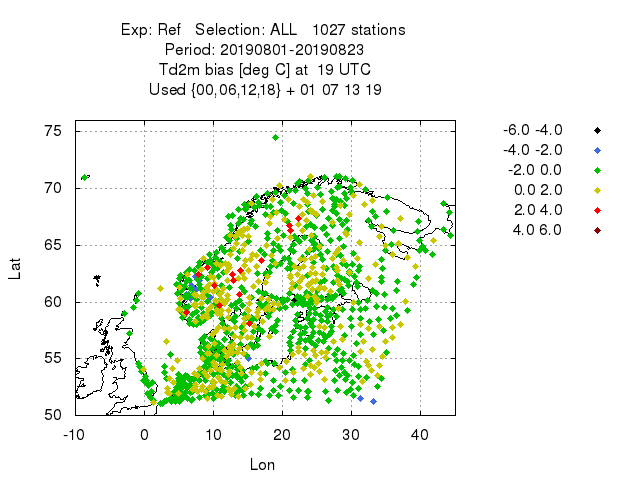 Exp: Ref   Selection: ALL   1027 stations
Period: 20190801-20190823
Td2m bias [deg C] at  19 UTC
Used {00,06,12,18} + 01 07 13 19
-6.0 -4.0
-4.0 -2.0
-2.0 0.0
0.0 2.0
2.0 4.0
4.0 6.0
75
70
65
60
55
50
Lat
-10 0 10 20 30 40
Lon